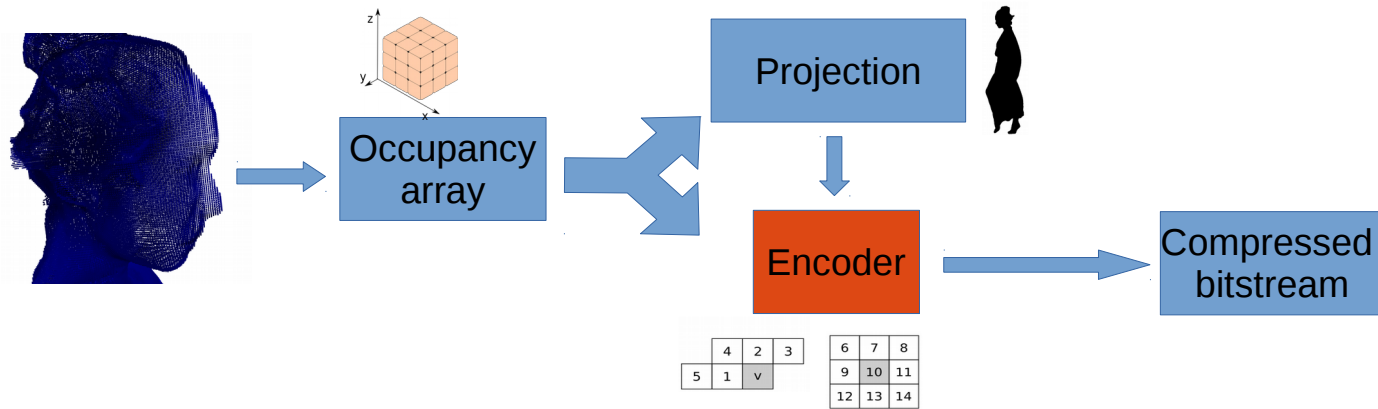 z
y
x
Occupancy
array
Projection
Encoder
Compressed
bitstream
4 2 3
5 1 v
6 7 8
9 10 11
12 13 14